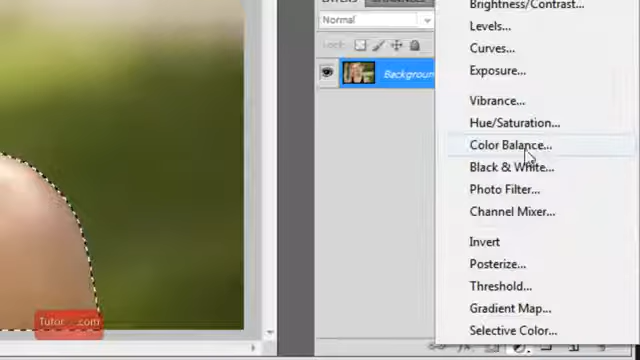 Brightness/Contrast...
Normal
Levels...
Lock:
Curves...
Exposure...
Background
Vibrance...
Hue/Saturation...
Color Balance...
Black & White...
Photo Filter...
Channel Mixer...
Invert
Posterize...
Threshold...
Gradient Map...
Selective Color...